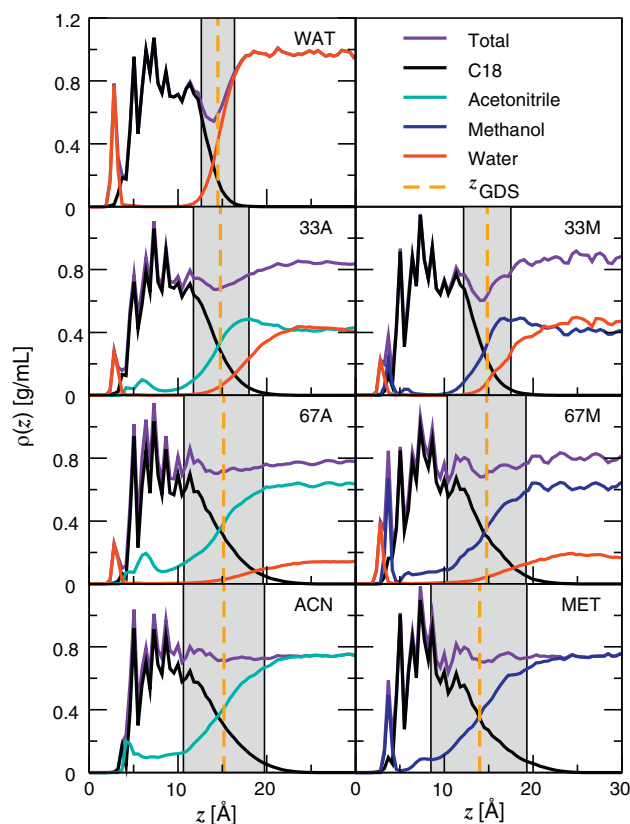 1.2
0.8
0.4
0
WAT
Total
C18
Acetonitrile
Methanol
Water
zGDS
0.8
0.4
0
33A
33M
ρ(z) [g/mL]
0.8
0.4
0
67A
67M
0.8
0.4
0
ACN
MET
0 10 20 0 10 20 30
z [Å] z [Å]